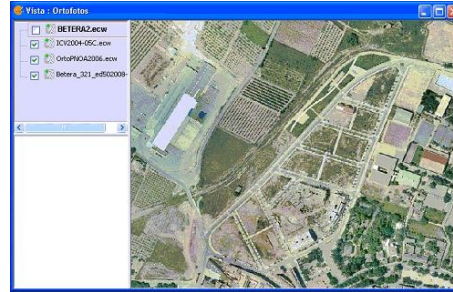 Vista : Ortofotos
BETERA2.ecw
ICV2004-05C.ecw
OrtoPNOA2006.ecw
Betera_321_ed502008-